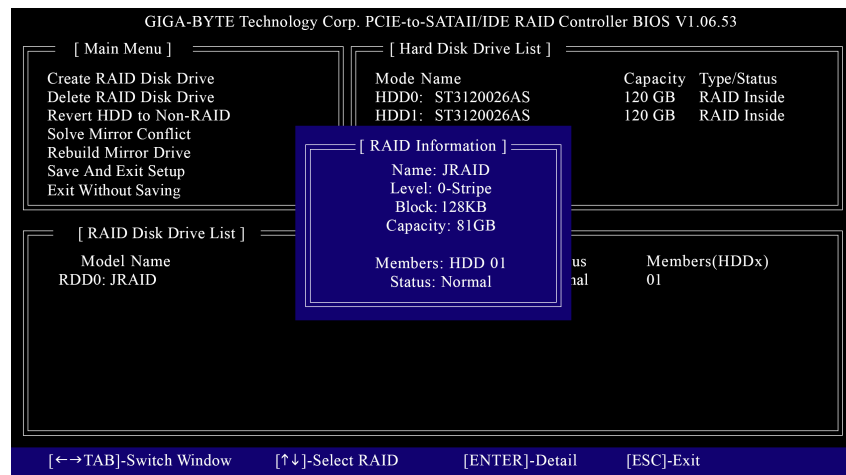 GIGA-BYTE Technology Corp. PCIE-to-SATAII/IDE RAID Controller BIOS V1.06.53
[ Main Menu ]
Create RAID Disk Drive
Delete RAID Disk Drive
Revert HDD to Non-RAID
Solve Mirror Conflict
Rebuild Mirror Drive
Save And Exit Setup
Exit Without Saving
[ Hard Disk Drive List ]
Mode Name Capacity Type/Status
HDD0: ST3120026AS 120 GB RAID Inside
HDD1: ST3120026AS 120 GB RAID Inside
[ RAID Information ]
Name: JRAID
Level: 0-Stripe
Block: 128KB
Capacity: 81GB
Members: HDD 01
Status: Normal
[ RAID Disk Drive List ]
Model Name us Members(HDDx)
RDD0: JRAID nal 01
[←→TAB]-Switch Window [↑↓]-Select RAID [ENTER]-Detail [ESC]-Exit